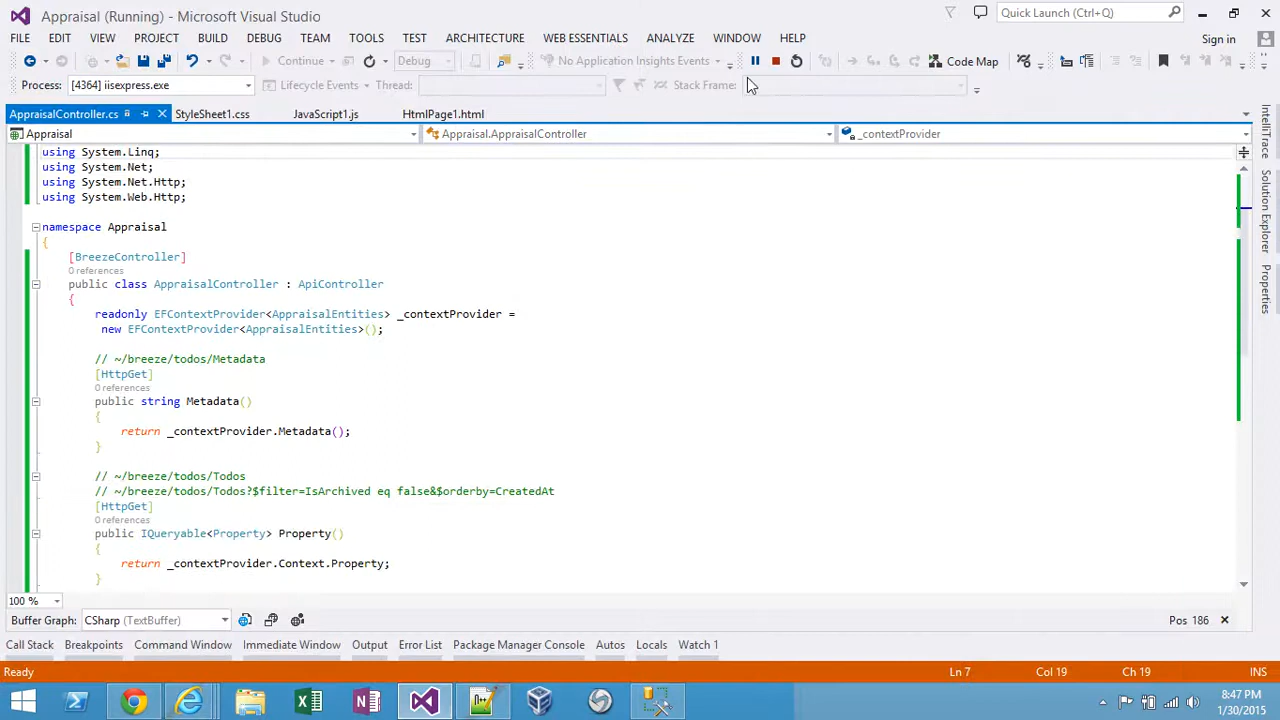 Appraisal (Running) - Microsoft Visual Studio
Quick Launch (Ctrl+Q)
FILE EDIT VIEW PROJECT BUILD DEBUG TEAM TOOLS TEST ARCHITECTURE WEB ESSENTIALS ANALYZE WINDOW HELP
Sign in
Continue Debug No Application Insights Events Code Map
Process: [4364] iisexpress.exe Lifecycle Events Thread: Stack Frame:
AppraisalController.cs StyleSheet1.css JavaScript1.js HtmlPage1.html
Appraisal Appraisal.AppraisalController _contextProvider
using System.Linq;
using System.Net;
using System.Net.Http;
using System.Web.Http;
namespace Appraisal
{
[BreezeController]
0 references
public class AppraisalController : ApiController
{
readonly EFContextProvider<AppraisalEntities> _contextProvider =
new EFContextProvider<AppraisalEntities>();
// ~/breeze/todos/Metadata
[HttpGet]
0 references
public string Metadata()
{
return _contextProvider.Metadata();
}
// ~/breeze/todos/Todos
// ~/breeze/todos/Todos?$filter=IsArchived eq false&$orderby=CreatedAt
[HttpGet]
0 references
public IQueryable<Property> Property()
{
return _contextProvider.Context.Property;
}
IntelliTrace
Solution Explorer
Properties
100 %
Buffer Graph: CSharp (TextBuffer) Pos 186
Call Stack Breakpoints Command Window Immediate Window Output Error List Package Manager Console Autos Locals Watch 1
Ready Ln 7 Col 19 Ch 19 INS
8:47 PM
1/30/2015